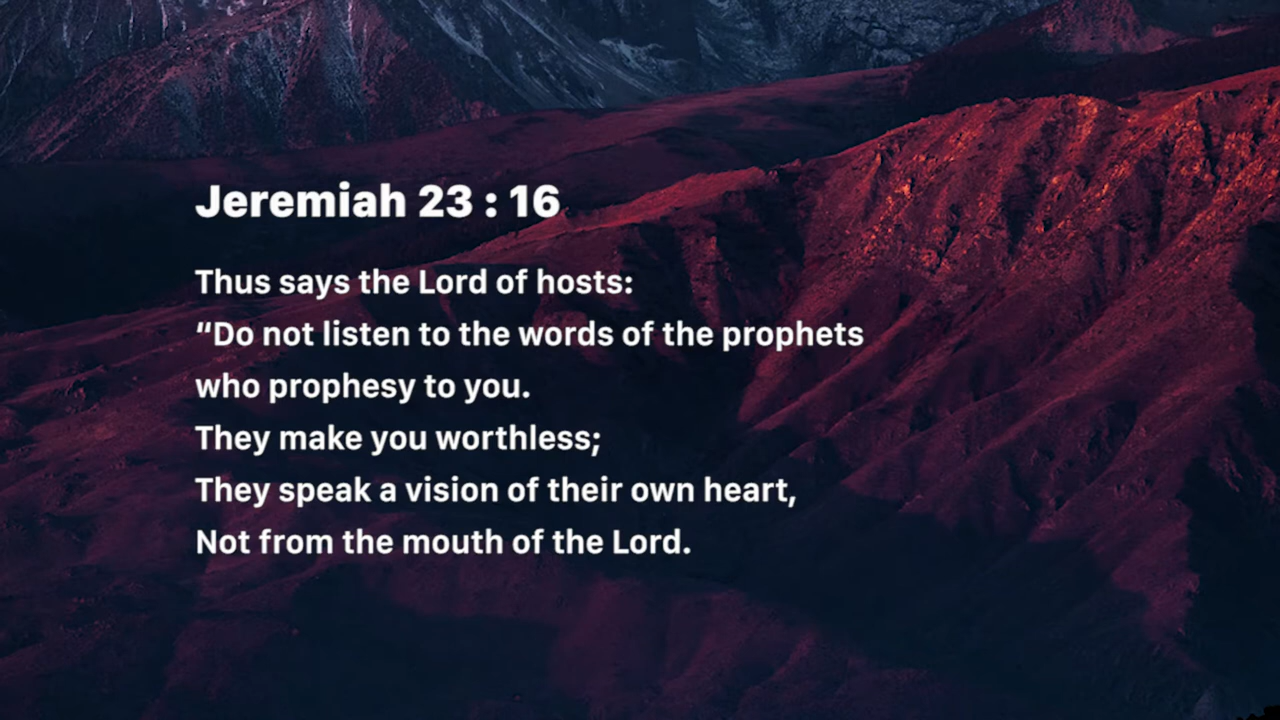 Jeremiah 23 : 16
Thus says the Lord of hosts:
“Do not listen to the words of the prophets
who prophesy to you.
They make you worthless;
They speak a vision of their own heart,
Not from the mouth of the Lord.